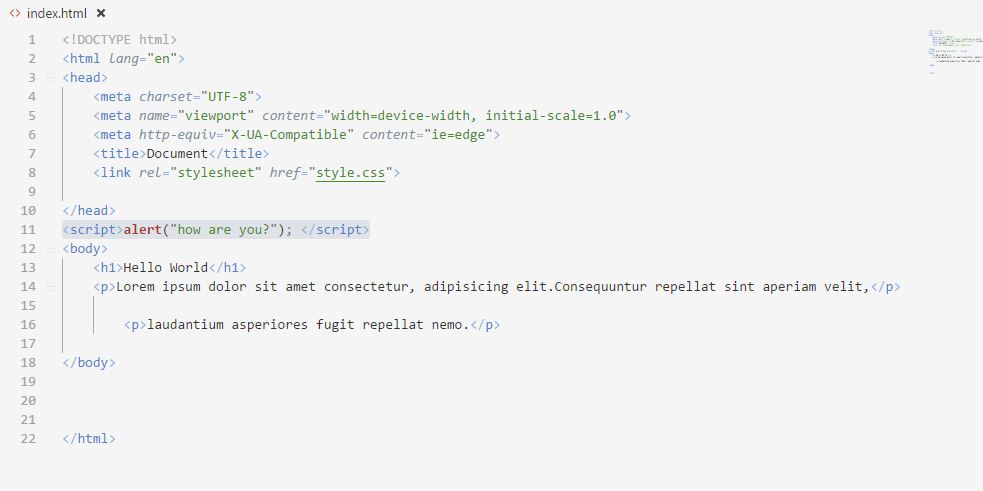 <> index.html ×
1 <!DOCTYPE html>
2 <html lang="en">
3 <head>
4 <meta charset="UTF-8">
5 <meta name="viewport" content="width=device-width, initial-scale=1.0">
6 <meta http-equiv="X-UA-Compatible" content="ie=edge">
7 <title>Document</title>
8 <link rel="stylesheet" href="style.css">
9
10 </head>
11 <script>alert("how are you?"); </script>
12 <body>
13 <h1>Hello World</h1>
14 <p>Lorem ipsum dolor sit amet consectetur, adipisicing elit.Consequuntur repellat sint aperiam velit,</p>
15
16 <p>laudantium asperiores fugit repellat nemo.</p>
17
18 </body>
19
20
21
22 </html>